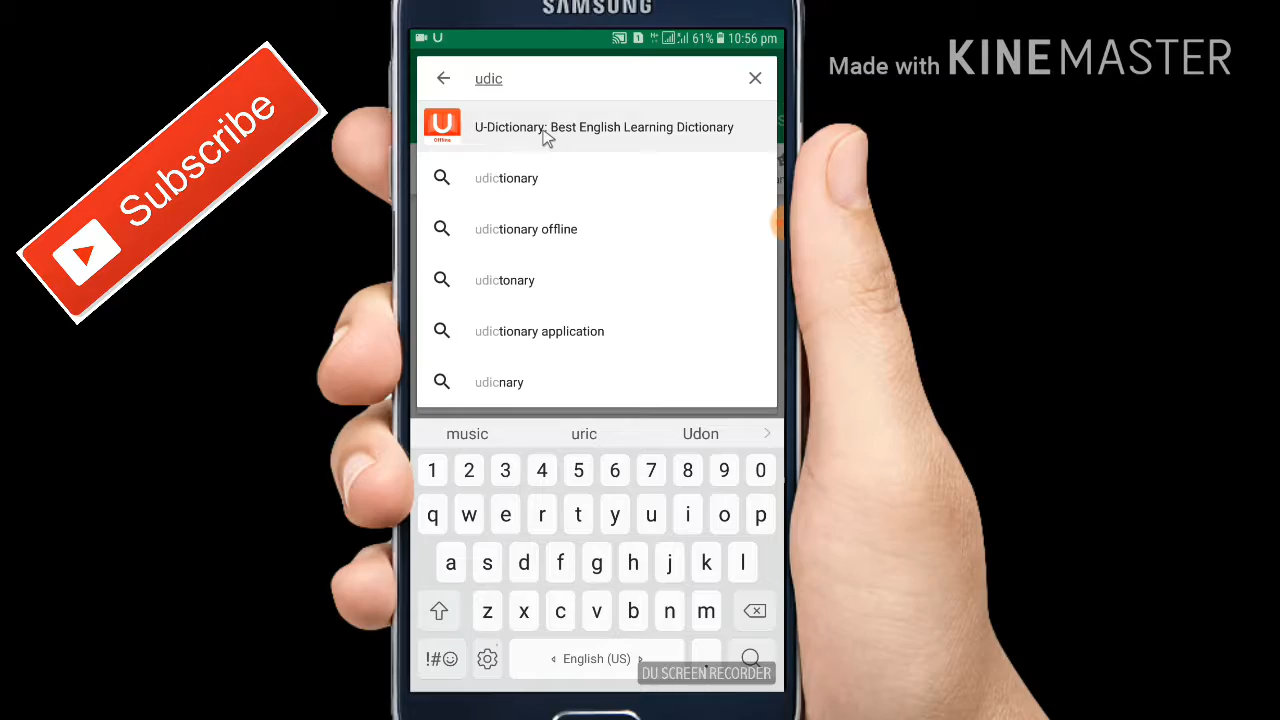 SAMSUNG
U
1
61%
10:56 pm
Made with KINEMASTER
Subscribe
udic
U
Offline
U-Dictionary: Best English Learning Dictionary
udictionary
udictionary offline
udictonary
udictionary application
udicnary
music
uric
Udon
1 2 3 4 5 6 7 8 9 0
q w e r t y u i o p
a s d f g h j k l
z x c v b n m
!#☺
English (US)
.
DU SCREEN RECORDER